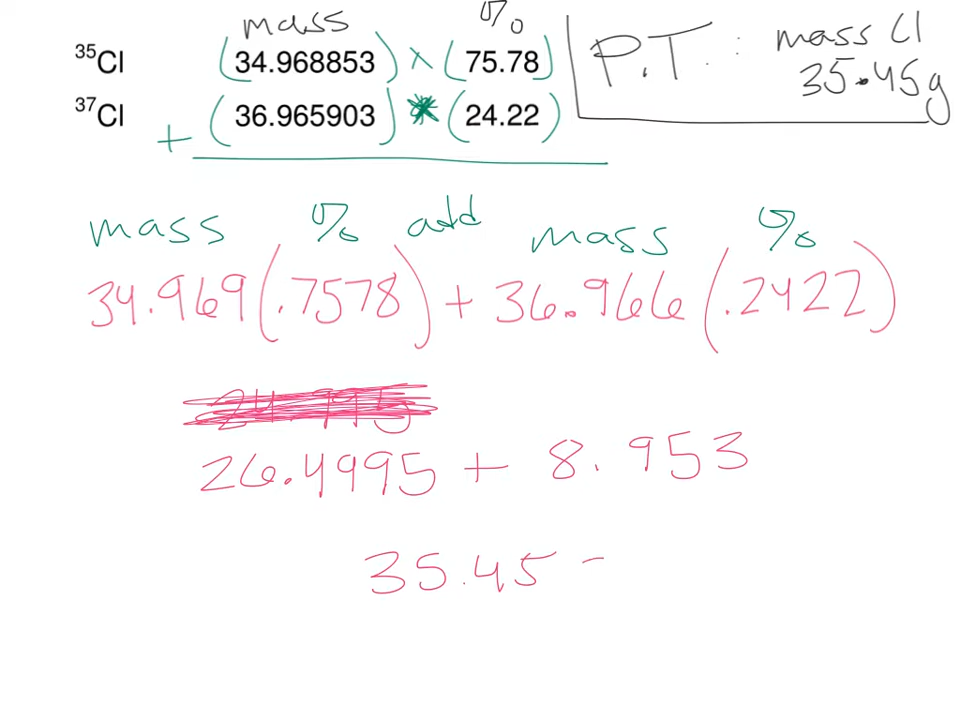 mass %
³⁵Cl (34.968853) × (75.78)
³⁷Cl (36.965903) * (24.22)
+
P.T. : mass Cl
35.45g
mass % add mass %
34.969(.7578) + 36.966(.2422)
26.4995 + 8.953
35.45